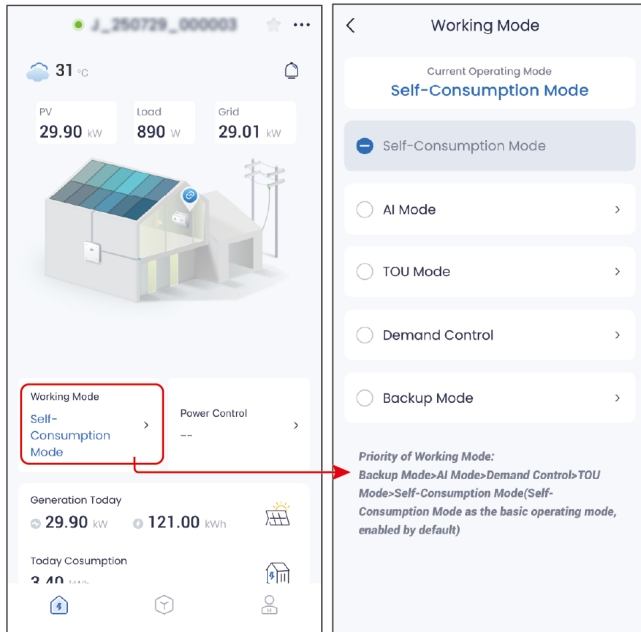 J_250729_000003
31 °C
PV
Load
Grid
29.90 kW
890 W
29.01 kW
Working Mode
Self-
Consumption
Mode
Power Control
--
Generation Today
29.90 kW
121.00 kWh
Today Cosumption
3.40 kWh
Working Mode
Current Operating Mode
Self-Consumption Mode
Self-Consumption Mode
AI Mode
TOU Mode
Demand Control
Backup Mode
Priority of Working Mode:
Backup Mode>AI Mode>Demand Control>TOU
Mode>Self-Consumption Mode(Self-
Consumption Mode as the basic operating mode,
enabled by default)